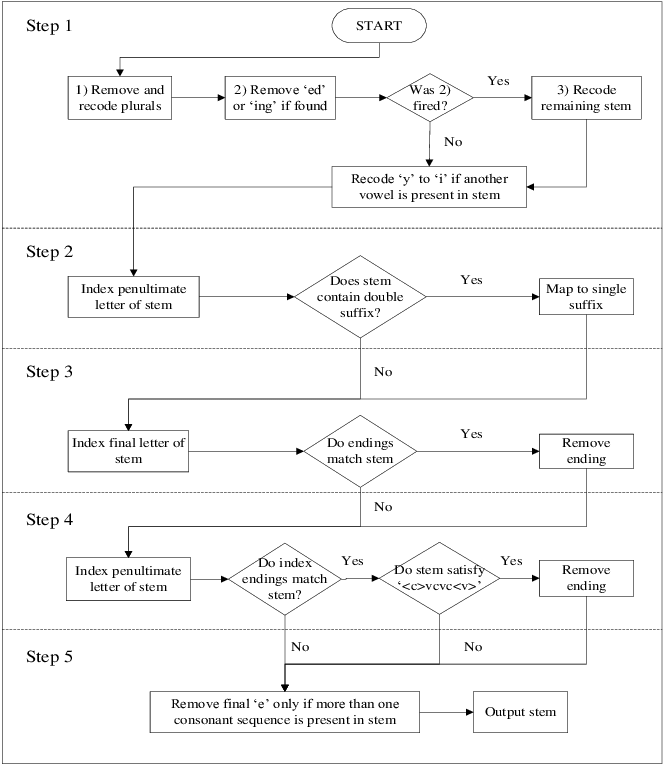 Step 1
START
1) Remove and
recode plurals
2) Remove ‘ed’
or ‘ing’ if found
Was 2)
fired?
Yes
3) Recode
remaining stem
No
Recode ‘y’ to ‘i’ if another
vowel is present in stem
Step 2
Index penultimate
letter of stem
Does stem
contain double
suffix?
Yes
Map to single
suffix
No
Step 3
Index final letter of
stem
Do endings
match stem
Yes
Remove
ending
No
Step 4
Index penultimate
letter of stem
Do index
endings match
stem?
Yes
Do stem satisfy
‘<c>vcvc<v>’
Yes
Remove
ending
No
No
Step 5
Remove final ‘e’ only if more than one
consonant sequence is present in stem
Output stem